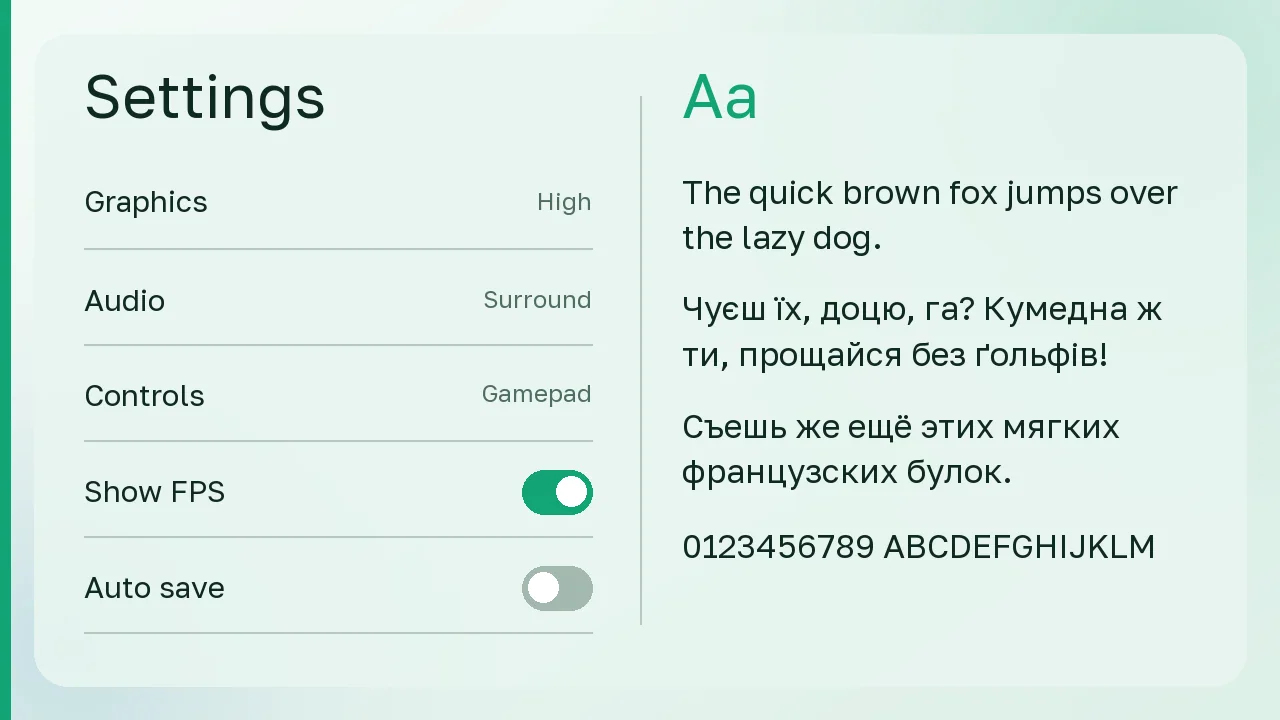 Settings
Graphics High
Audio Surround
Controls Gamepad
Show FPS
Auto save
Aa
The quick brown fox jumps over
the lazy dog.
Чуєш їх, доцю, га? Кумедна ж
ти, прощайся без ґольфів!
Съешь же ещё этих мягких
французских булок.
0123456789 ABCDEFGHIJKLM